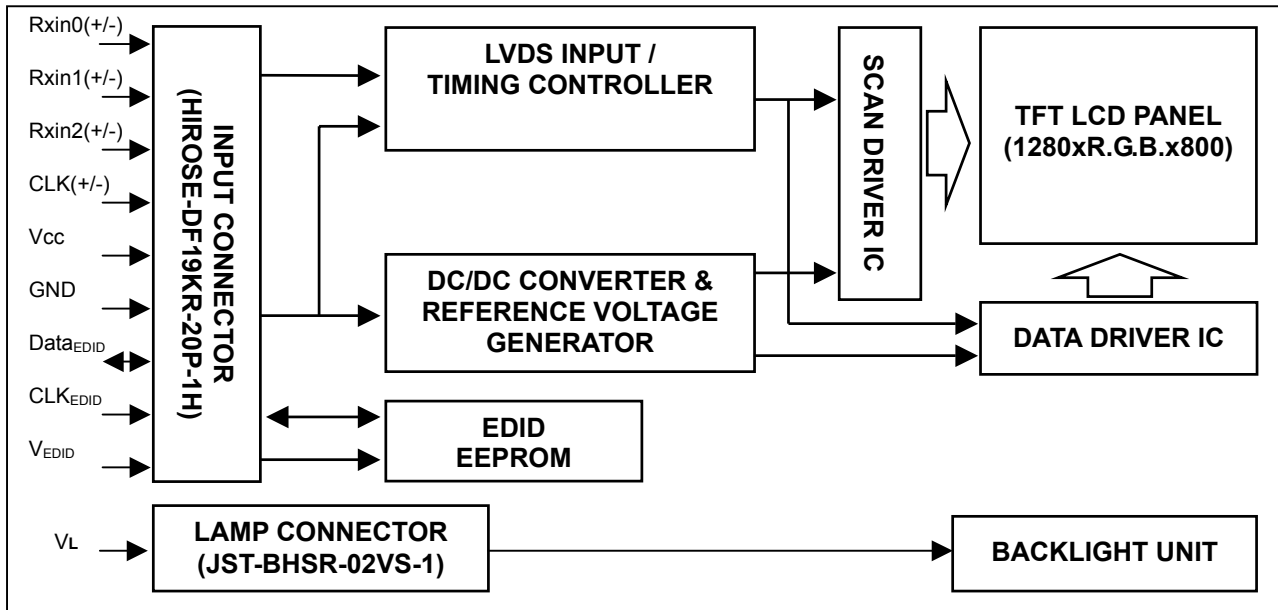 Rxin0(+/-)
Rxin1(+/-)
Rxin2(+/-)
CLK(+/-)
Vcc
GND
DataEDID
CLKEDID
VEDID
VL
INPUT CONNECTOR
(HIROSE-DF19KR-20P-1H)
LVDS INPUT /
TIMING CONTROLLER
DC/DC CONVERTER &
REFERENCE VOLTAGE
GENERATOR
EDID
EEPROM
LAMP CONNECTOR
(JST-BHSR-02VS-1)
SCAN DRIVER IC
TFT LCD PANEL
(1280xR.G.B.x800)
DATA DRIVER IC
BACKLIGHT UNIT